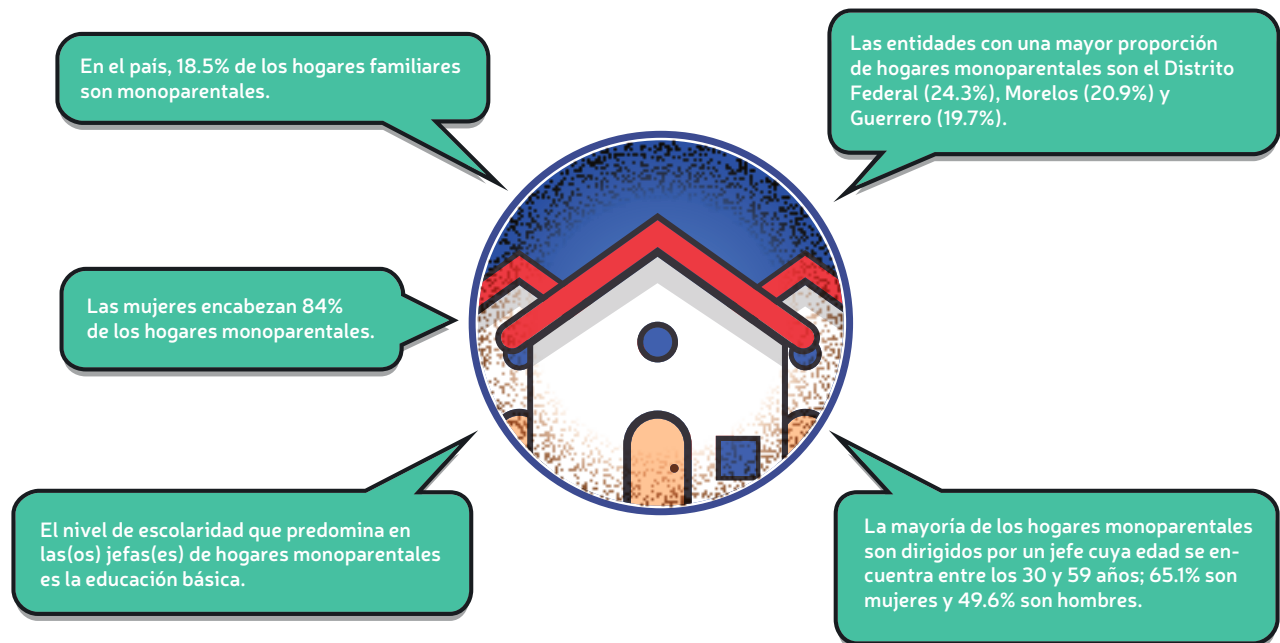 En el país, 18.5% de los hogares familiares
son monoparentales.
Las entidades con una mayor proporción
de hogares monoparentales son el Distrito
Federal (24.3%), Morelos (20.9%) y
Guerrero (19.7%).
Las mujeres encabezan 84%
de los hogares monoparentales.
El nivel de escolaridad que predomina en
las(os) jefas(es) de hogares monoparentales
es la educación básica.
La mayoría de los hogares monoparentales
son dirigidos por un jefe cuya edad se en-
cuentra entre los 30 y 59 años; 65.1% son
mujeres y 49.6% son hombres.